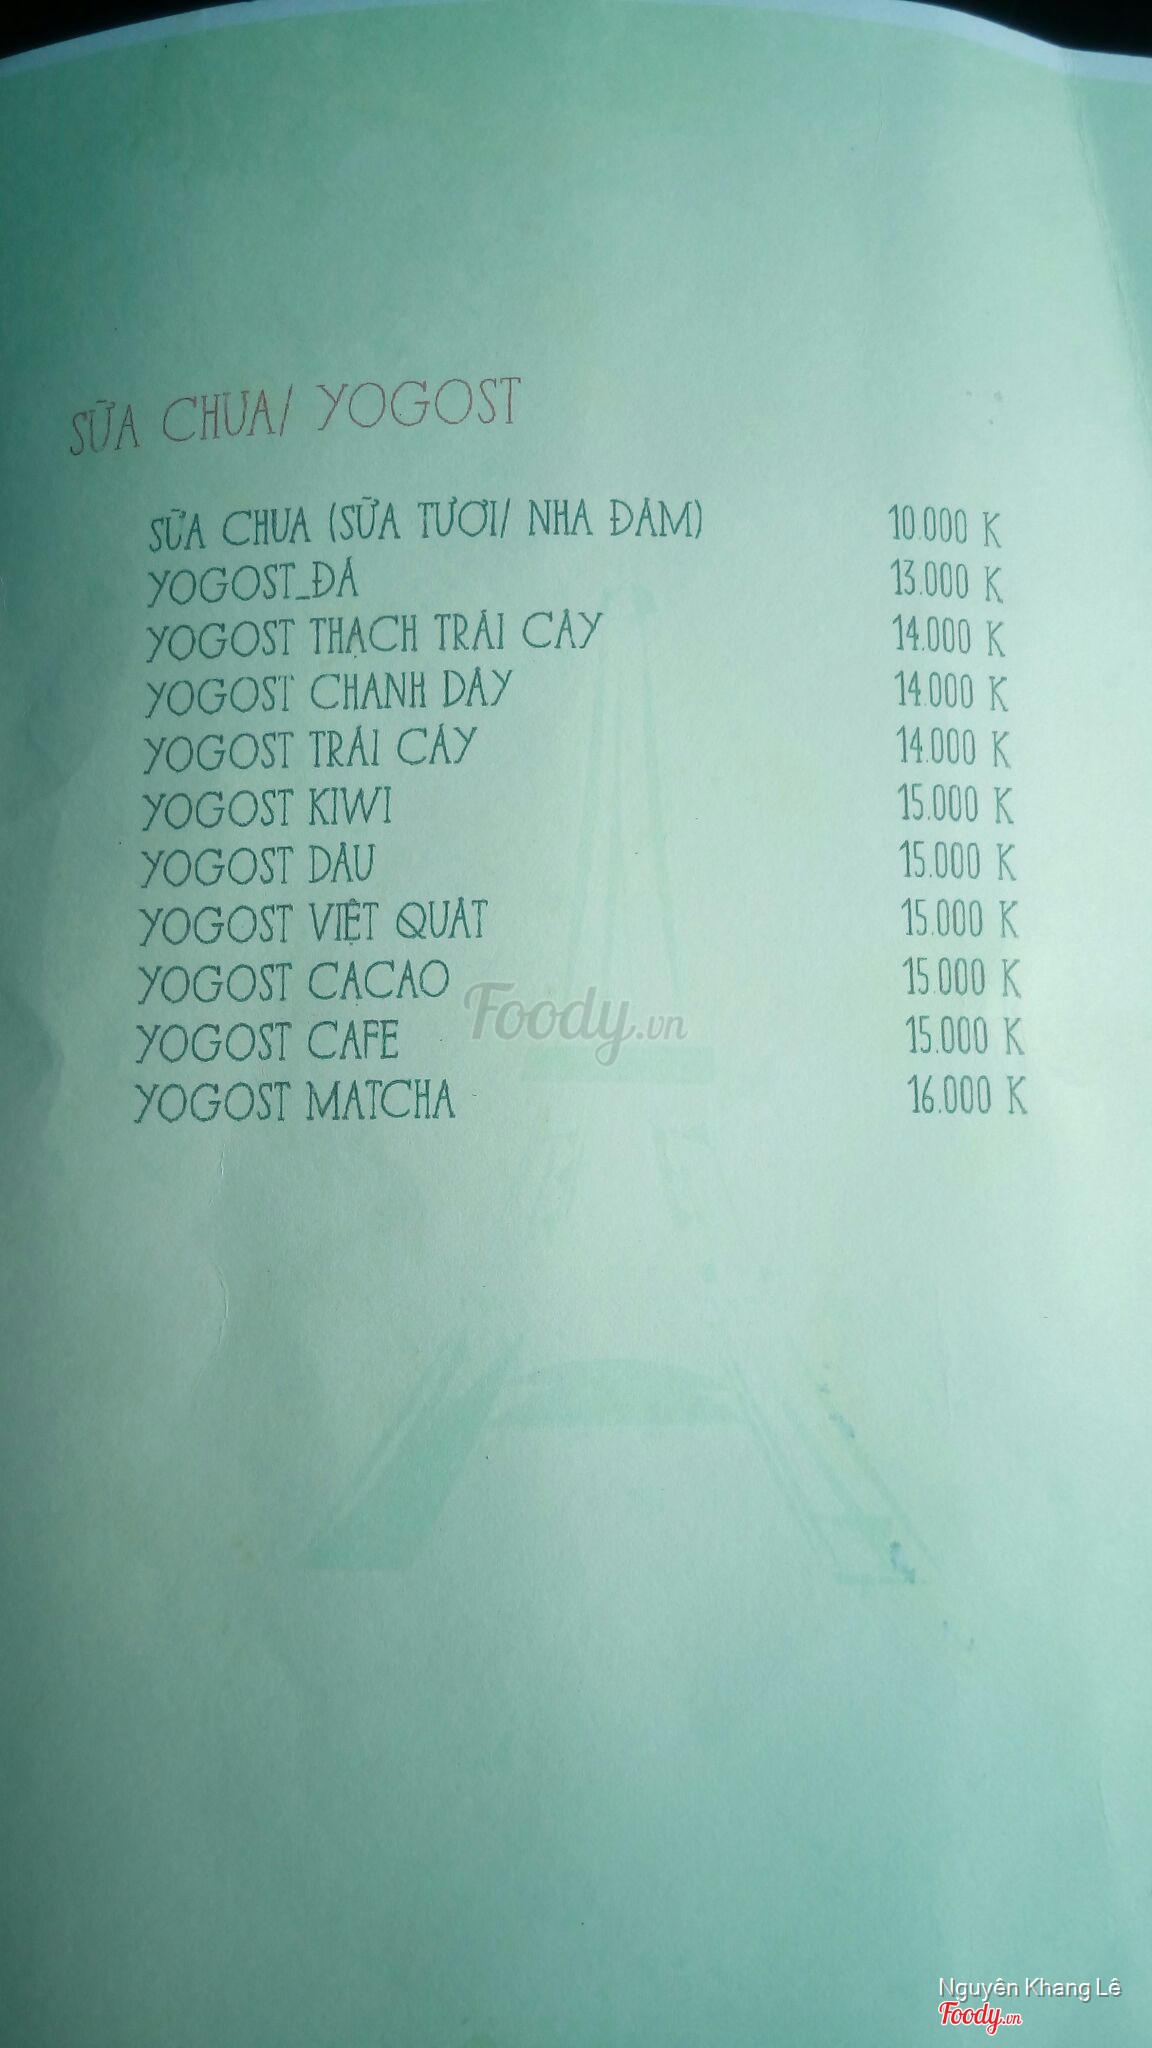 SỮA CHUA/ YOGOST
SỮA CHUA (SỮA TƯƠI/ NHA ĐAM) 10.000 K
YOGOST_ĐÁ 13.000 K
YOGOST THẠCH TRÁI CÂY 14.000 K
YOGOST CHANH DÂY 14.000 K
YOGOST TRÁI CÂY 14.000 K
YOGOST KIWI 15.000 K
YOGOST DÂU 15.000 K
YOGOST VIỆT QUẤT 15.000 K
YOGOST CACAO 15.000 K
YOGOST CAFE 15.000 K
YOGOST MATCHA 16.000 K
Foody.vn
Nguyên Khang Lê
Foody.vn